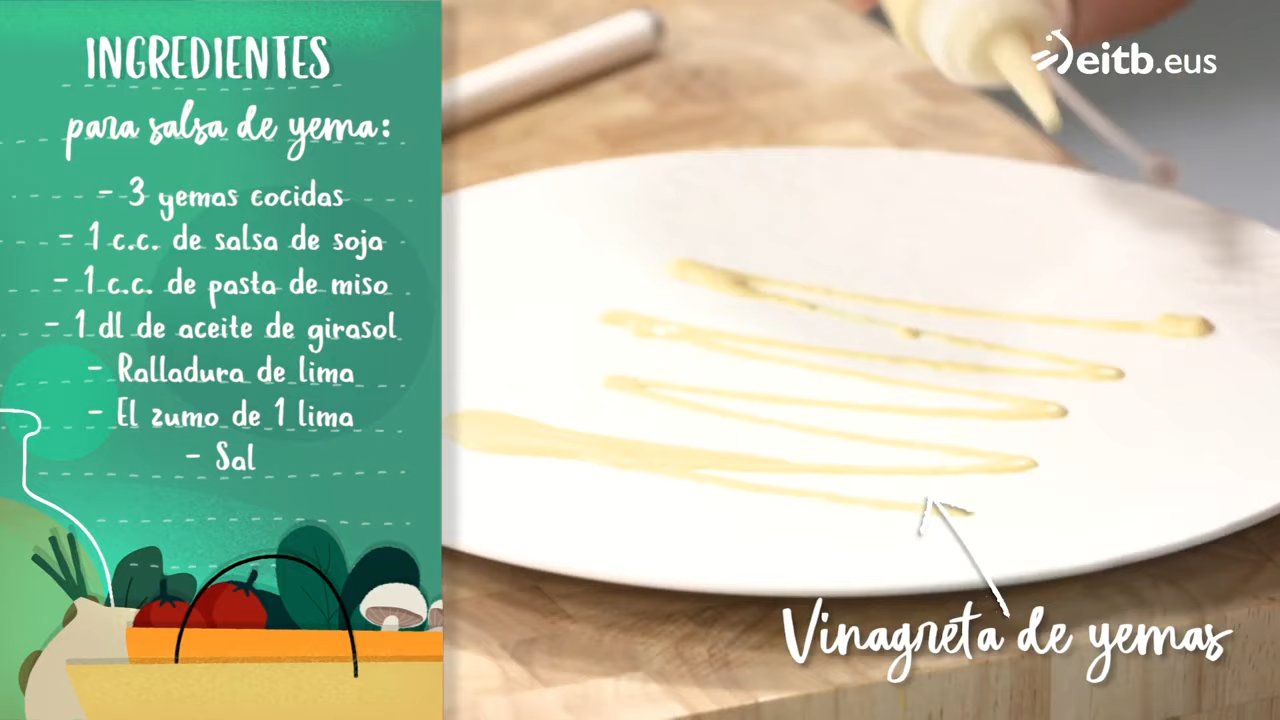 INGREDIENTES
para salsa de yema:
- 3 yemas cocidas
- 1 c.c. de salsa de soja
- 1 c.c. de pasta de miso
- 1 dl de aceite de girasol
- Ralladura de lima
- El zumo de 1 lima
- Sal
eitb.eus
Vinagreta de yemas